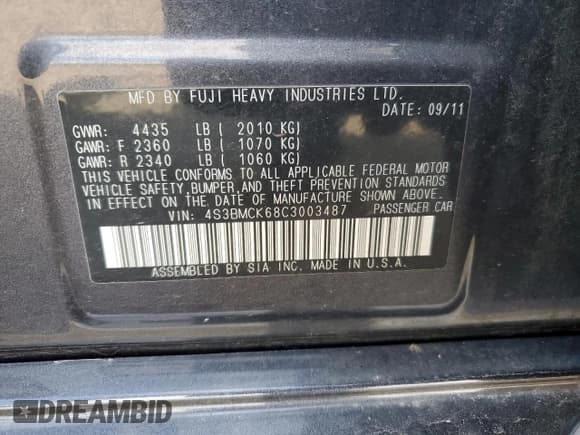 MFD BY FUJI HEAVY INDUSTRIES LTD.
DATE: 09/11
GVWR: 4435 LB ( 2010 KG)
GAWR: F 2360 LB ( 1070 KG)
GAWR: R 2340 LB ( 1060 KG)
THIS VEHICLE CONFORMS TO ALL APPLICABLE FEDERAL MOTOR
VEHICLE SAFETY,BUMPER,AND THEFT PREVENTION STANDARDS
IN EFFECT ON THE DATE OF MANUFACTURE SHOWN ABOVE.
VIN: 4S3BMCK68C3003487 PASSENGER CAR
ASSEMBLED BY SIA INC. MADE IN U.S.A.
DREAMBID